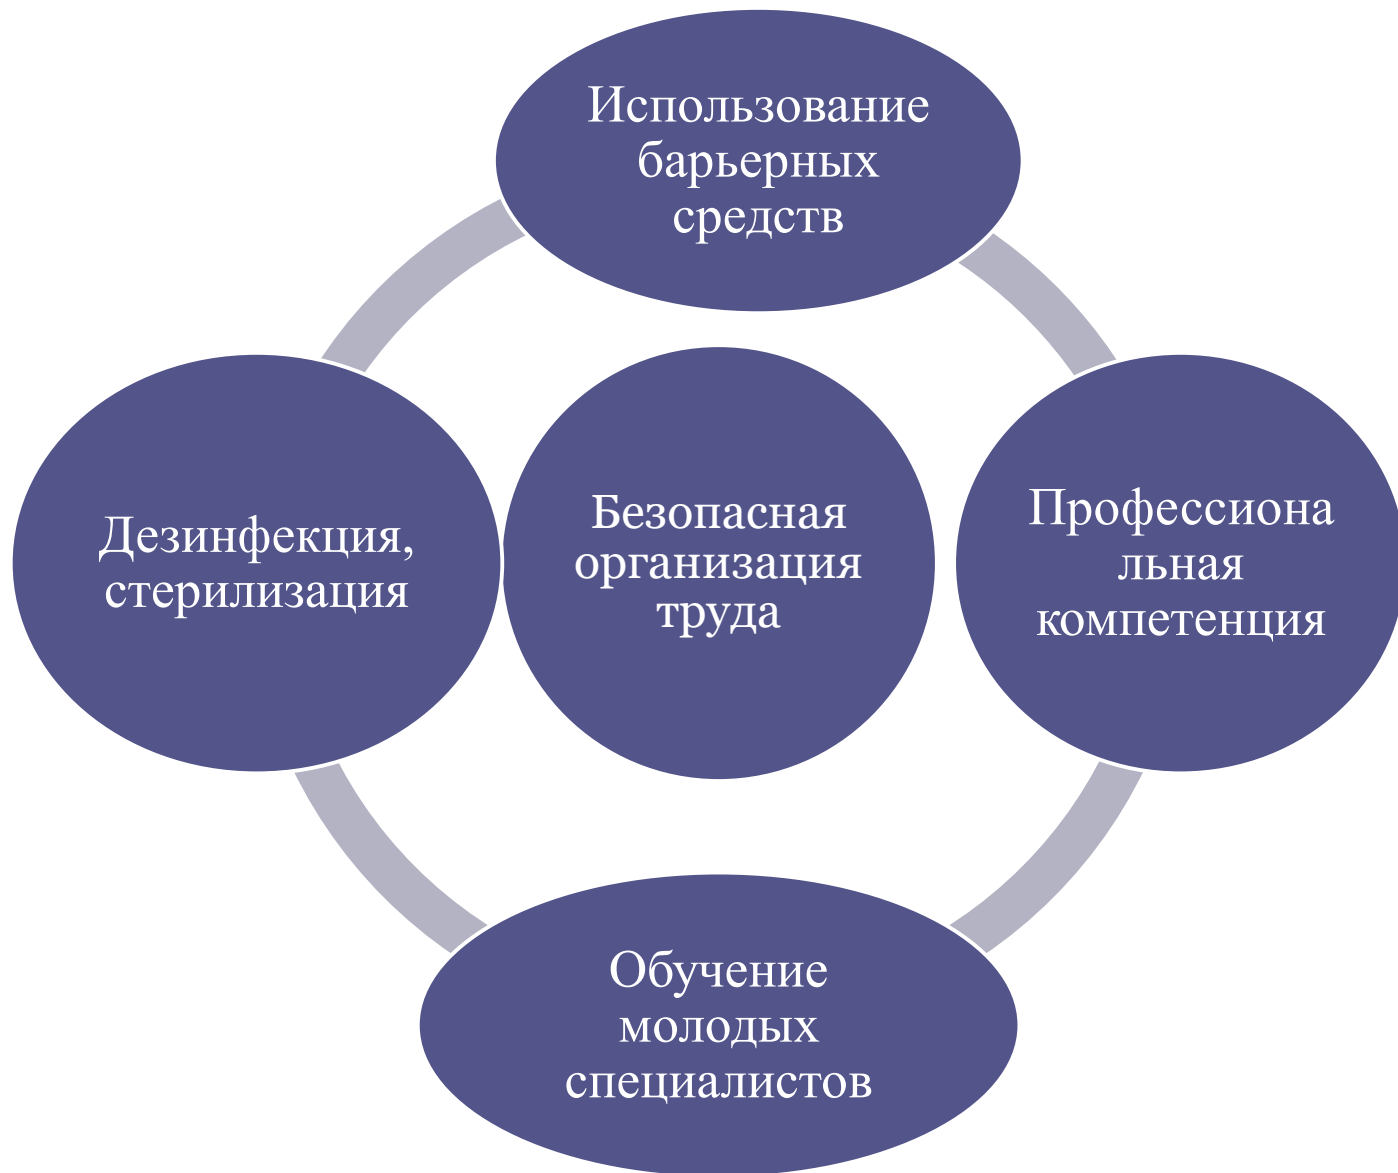 Использование
барьерных
средств
Дезинфекция,
стерилизация
Безопасная
организация
труда
Профессиона
льная
компетенция
Обучение
молодых
специалистов